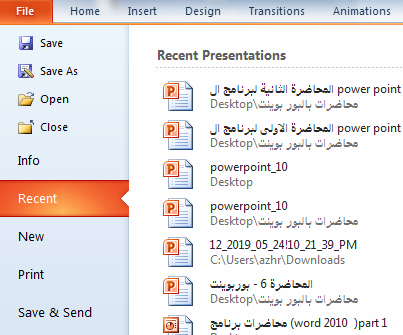 File Home Insert Design Transitions Animations
Save
Save As
Open
Close
Info
Recent
New
Print
Save & Send
Recent Presentations
المحاضرة الثانية لبرنامج ال power point
Desktop\محاضرات بالبور بوينت
المحاضرة الاولى لبرنامج ال power point
Desktop\محاضرات بالبور بوينت
powerpoint_10
Desktop
powerpoint_10
Desktop\محاضرات بالبور بوينت
12_2019_05_24!10_21_39_PM
C:\Users\azhr\Downloads
المحاضرة 6 - بوربوينت
Desktop\محاضرات بالبور بوينت
محاضرات برنامج (word 2010 )part 1